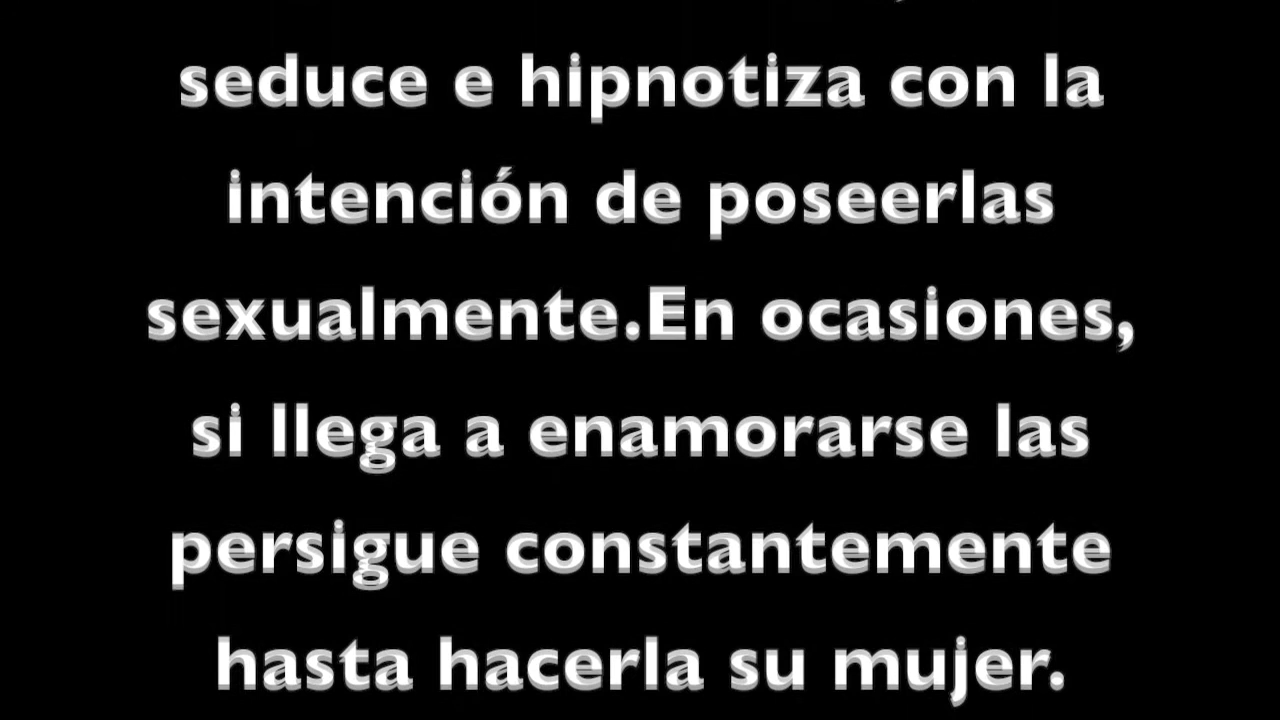 seduce e hipnotiza con la
intención de poseerlas
sexualmente.En ocasiones,
si llega a enamorarse las
persigue constantemente
hasta hacerla su mujer.